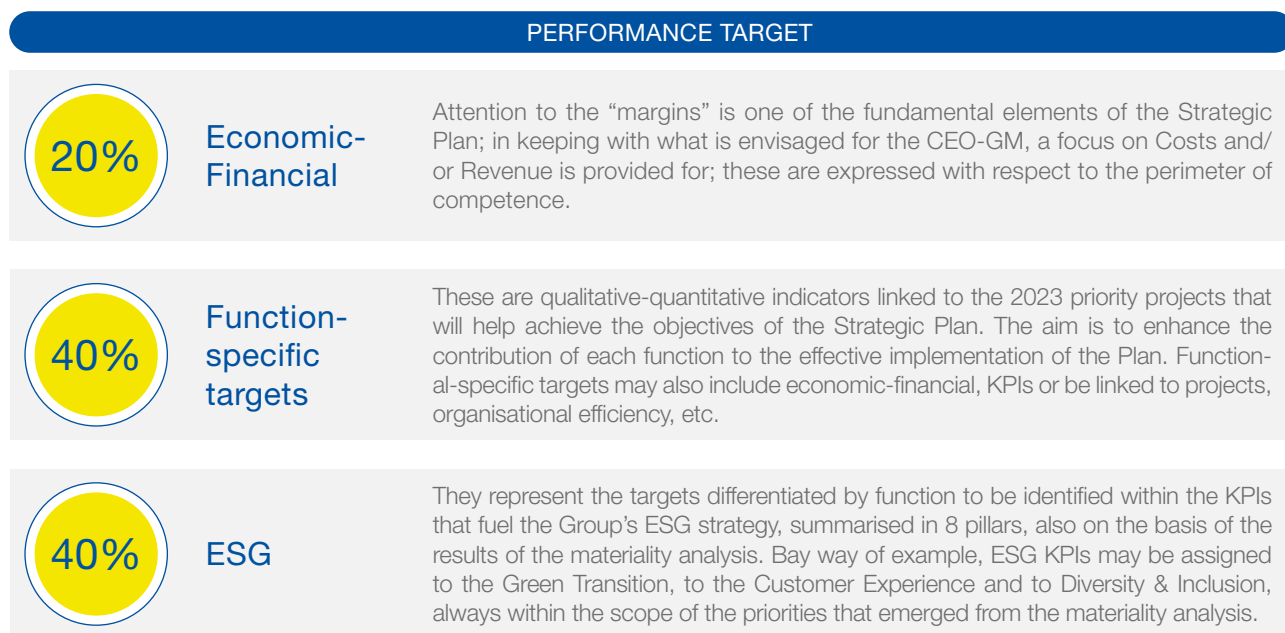 PERFORMANCE TARGET
20%
Economic-
Financial
Attention to the “margins” is one of the fundamental elements of the Strategic
Plan; in keeping with what is envisaged for the CEO-GM, a focus on Costs and/
or Revenue is provided for; these are expressed with respect to the perimeter of
competence.
40%
Function-
specific
targets
These are qualitative-quantitative indicators linked to the 2023 priority projects that
will help achieve the objectives of the Strategic Plan. The aim is to enhance the
contribution of each function to the effective implementation of the Plan. Function-
al-specific targets may also include economic-financial, KPIs or be linked to projects,
organisational efficiency, etc.
40%
ESG
They represent the targets differentiated by function to be identified within the KPIs
that fuel the Group’s ESG strategy, summarised in 8 pillars, also on the basis of the
results of the materiality analysis. Bay way of example, ESG KPIs may be assigned
to the Green Transition, to the Customer Experience and to Diversity & Inclusion,
always within the scope of the priorities that emerged from the materiality analysis.